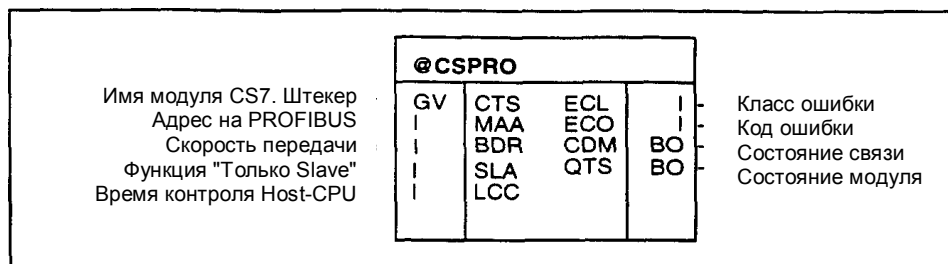 @CSPRO
Имя модуля CS7. Штекер GV CTS ECL I Класс ошибки
Адрес на PROFIBUS I MAA ECO I Код ошибки
Скорость передачи I BDR CDM BO Состояние связи
Функция "Только Slave" I SLA QTS BO Состояние модуля
Время контроля Host-CPU I LCC